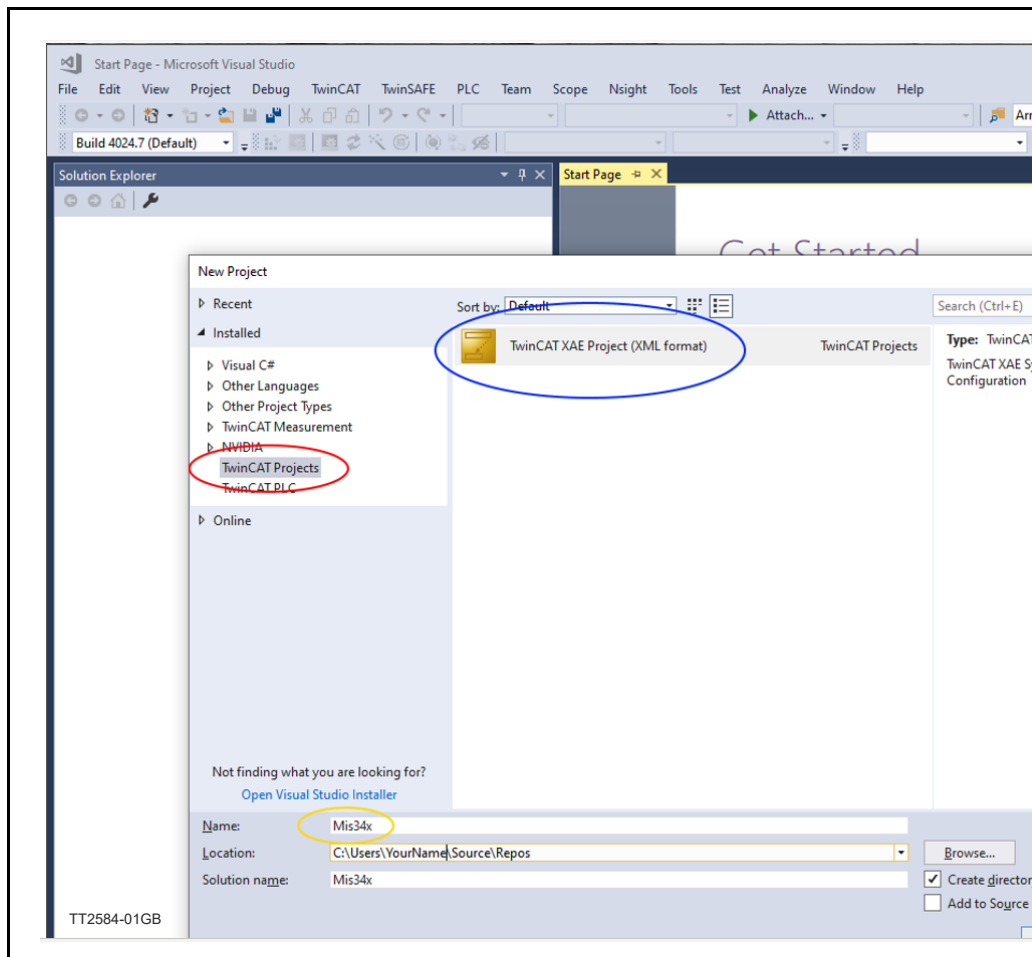 Start Page - Microsoft Visual Studio
File Edit View Project Debug TwinCAT TwinSAFE PLC Team Scope Nsight Tools Test Analyze Window Help
Attach...
Build 4024.7 (Default)
Solution Explorer
Start Page
Get Started
New Project
Recent
Sort by: Default
Search (Ctrl+E)
Installed
TwinCAT XAE Project (XML format) TwinCAT Projects
Type: TwinCAT
TwinCAT XAE Sy
Configuration
Visual C#
Other Languages
Other Project Types
TwinCAT Measurement
NVIDIA
TwinCAT Projects
TwinCAT PLC
Online
Not finding what you are looking for?
Open Visual Studio Installer
Name: Mis34x
Location: C:\Users\YourName\Source\Repos
Browse...
Solution name: Mis34x
Create director
Add to Source
TT2584-01GB